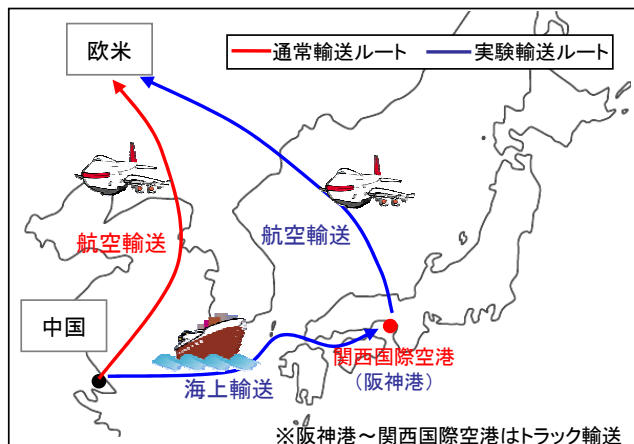 欧米
通常輸送ルート
実験輸送ルート
航空輸送
航空輸送
中国
海上輸送
関西国際空港
（阪神港）
※阪神港～関西国際空港はトラック輸送